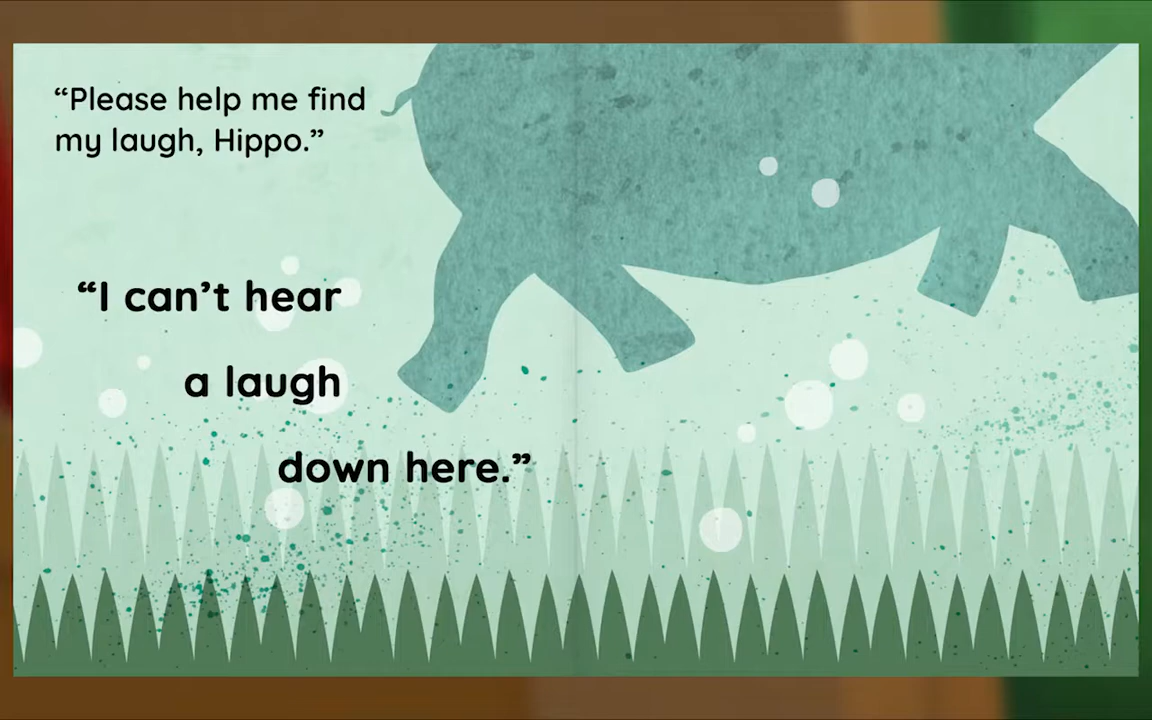 “Please help me find
my laugh, Hippo.”
“I can’t hear
a laugh
down here.”